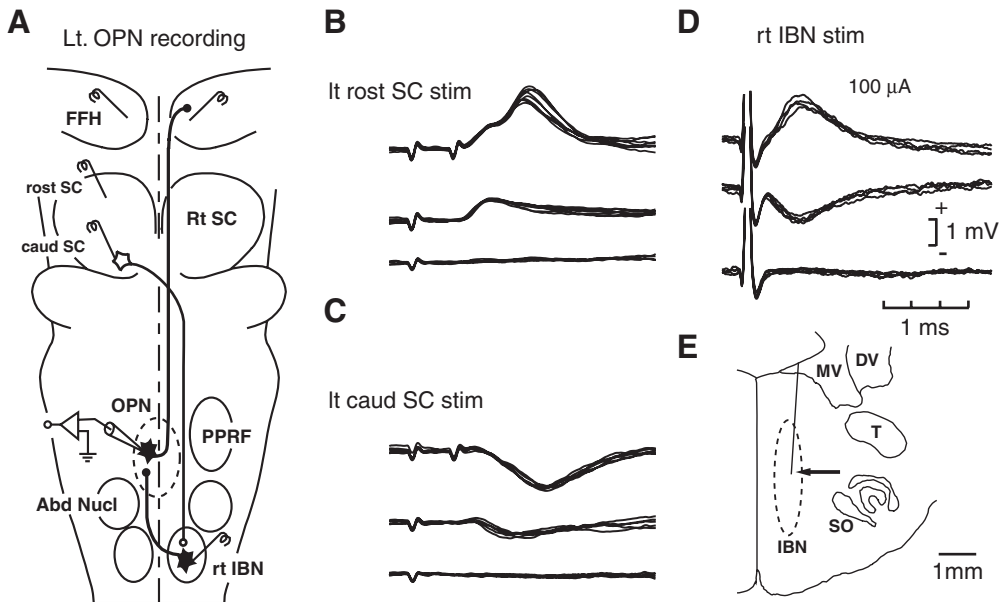 A
Lt. OPN recording
FFH
rost SC
Rt SC
caud SC
OPN
PPRF
Abd Nucl
rt IBN
B
lt rost SC stim
C
lt caud SC stim
D
rt IBN stim
100 µA
+
1 mV
-
1 ms
E
MV
DV
T
SO
IBN
1mm